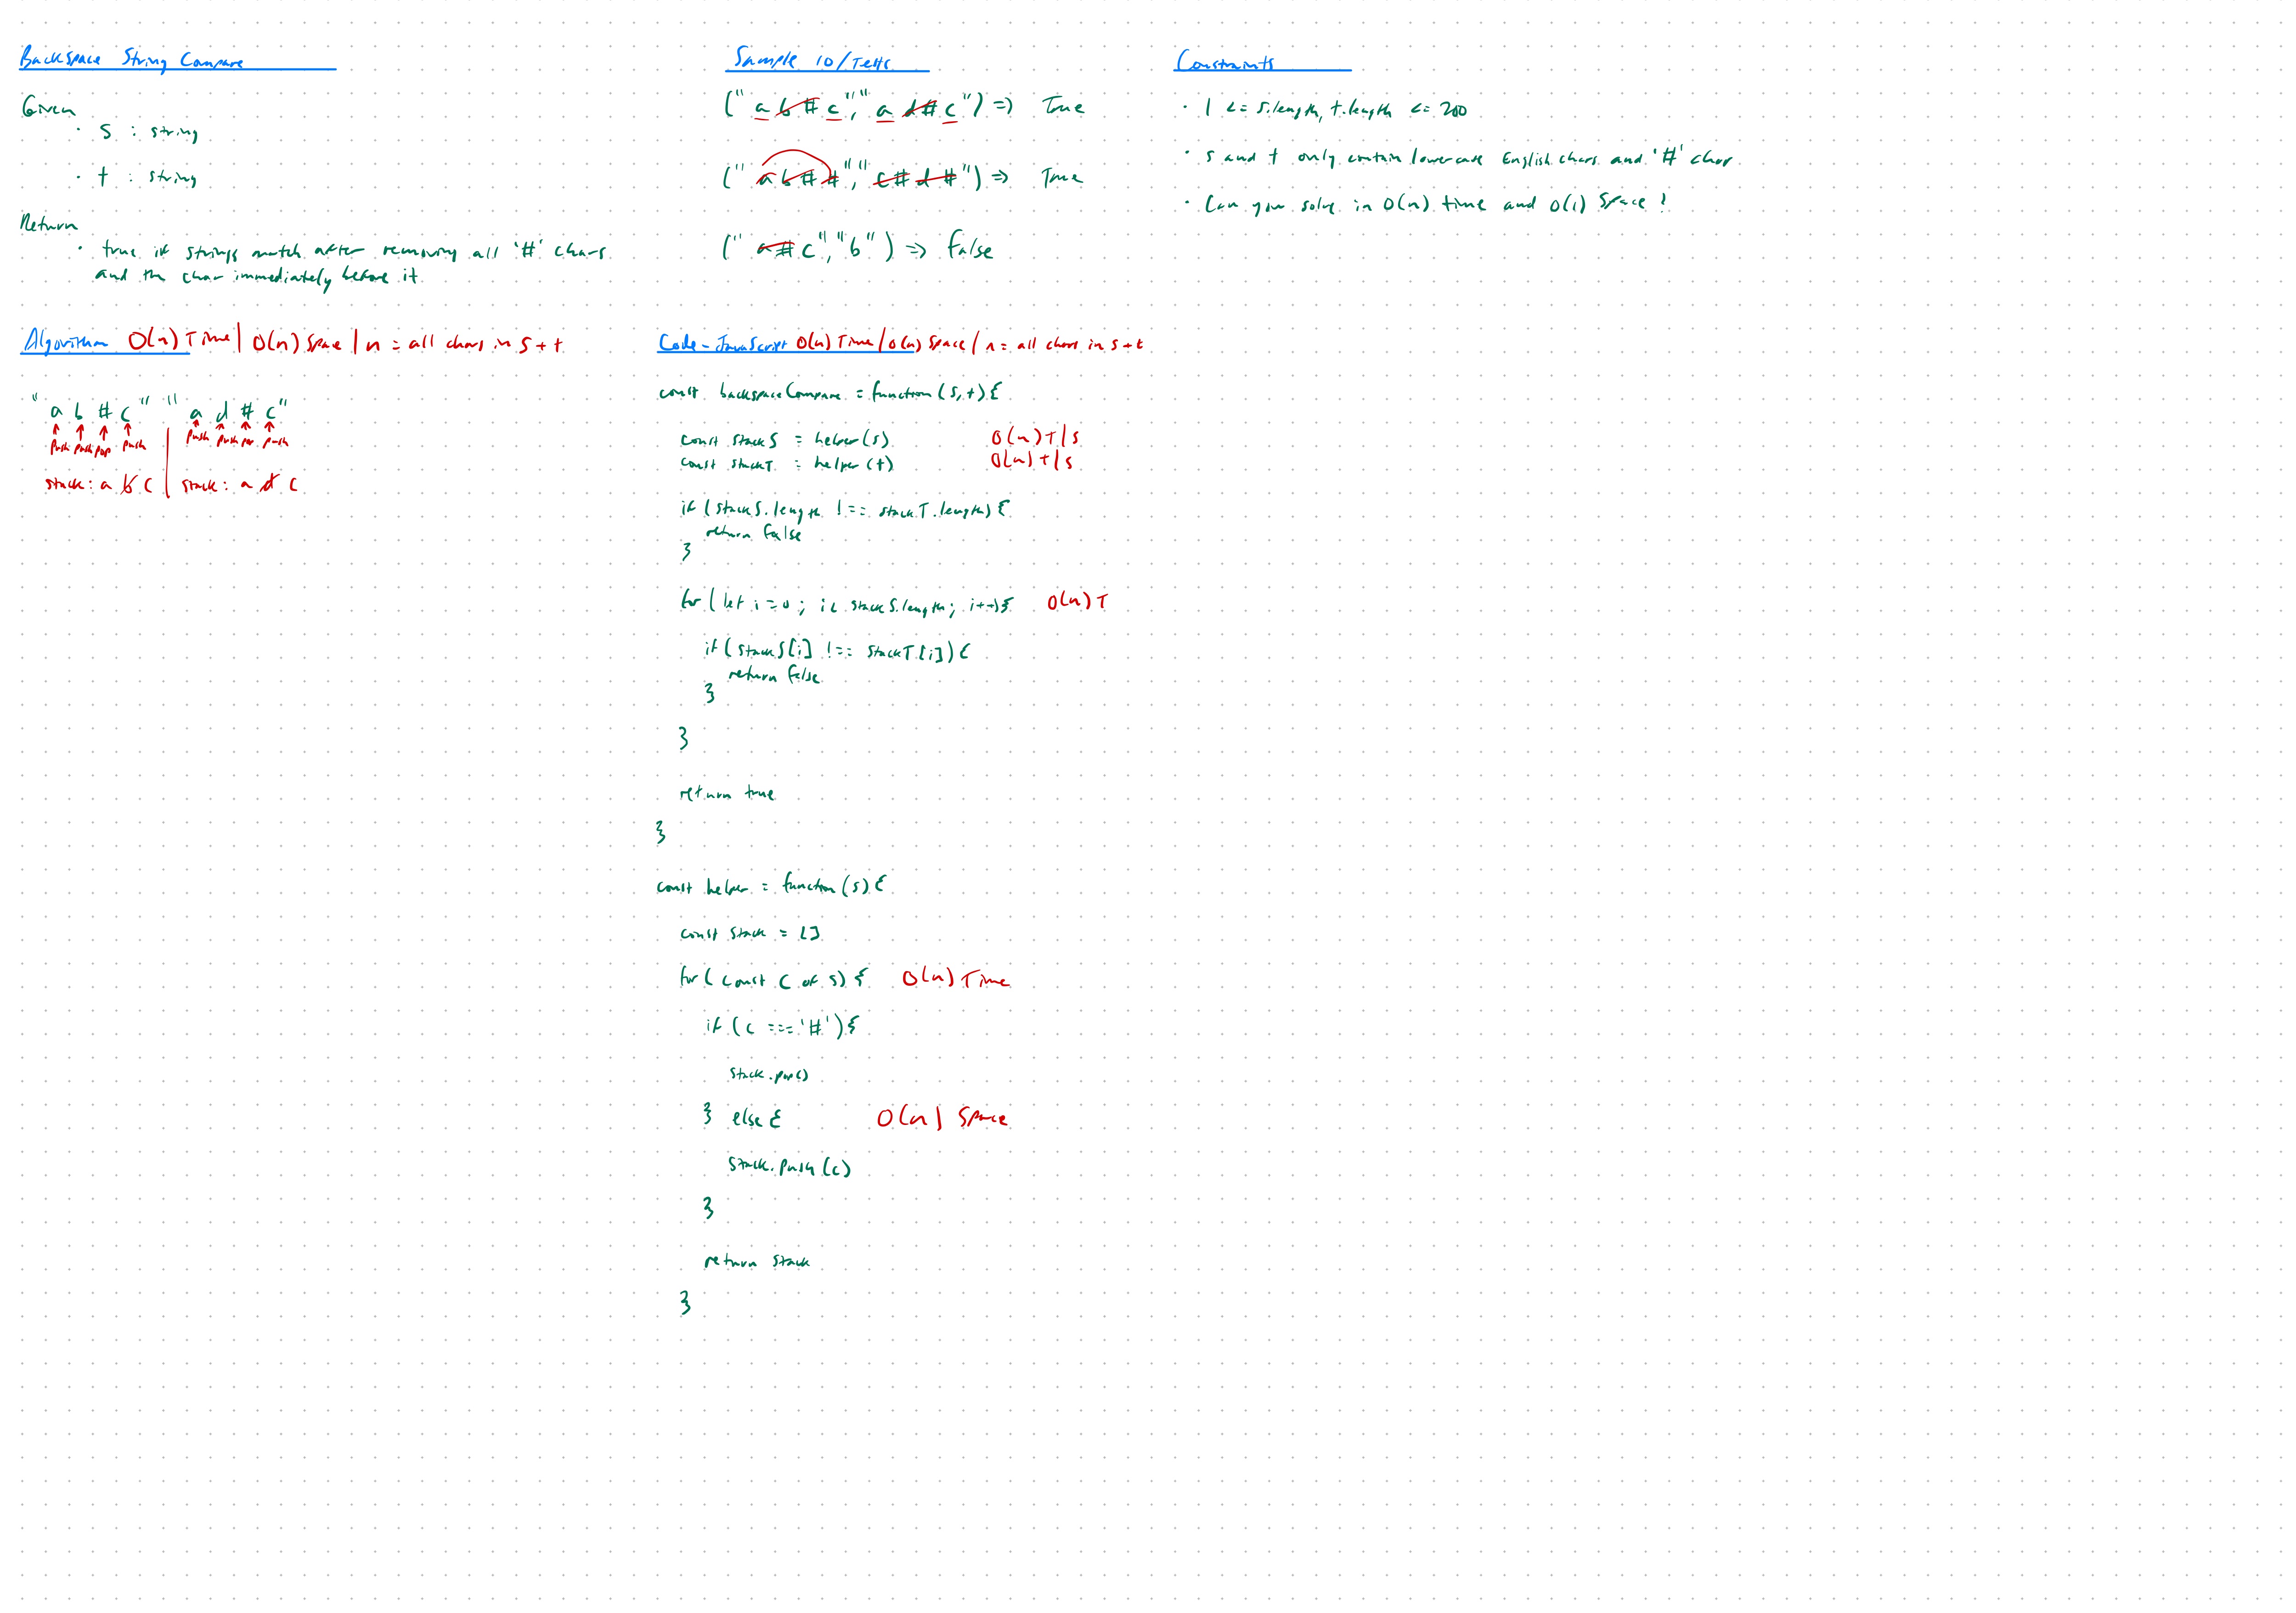 Backspace String Compare
Given
· s : string
· t : string
Return
· true if strings match after removing all '#' chars
and the char immediately before it
Sample IO/Tests
("ab#c","ad#c") => True
("ab##","c#d#") => True
("a#c","b") => False
Constraints
· 1 <= s.length, t.length <= 200
· s and t only contain lowercase English chars and '#' char
· Can you solve in O(n) time and O(1) space?
Algorithm O(n) Time | O(n) Space | n = all chars in s + t
"ab#c" "ad#c"
push push pop push | push push pop push
stack: a b c | stack: a d c
Code - JavaScript O(n) Time / O(n) Space / n = all chars in s + t
const backspaceCompare = function(s,t){
const stackS = helper(s) O(n) T|S
const stackT = helper(t) O(n) T|S
if (stackS.length !== stackT.length){
return false
}
for (let i=0; i< stackS.length; i++){ O(n) T
if (stackS[i] !== stackT[i]){
return false
}
}
return true
}
const helper = function(s){
const stack = []
for (const c of s){ O(n) Time
if (c === '#'){
stack.pop()
} else { O(n) Space
stack.push(c)
}
return stack
}